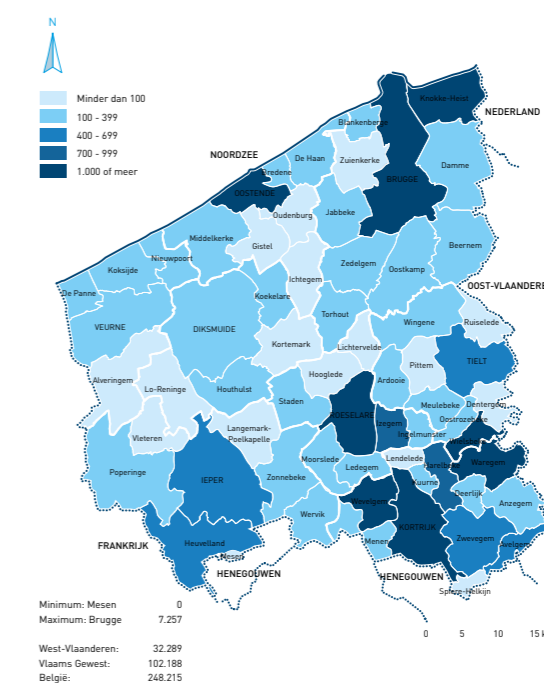 N
Minder dan 100
100 - 399
400 - 699
700 - 999
1.000 of meer
NOORDZEE
NEDERLAND
Knokke-Heist
Blankenberge
Zuienkerke
De Haan
Bredene
Damme
BRUGGE
OOSTENDE
Oudenburg
Jabbeke
Middelkerke
Gistel
Beernem
Nieuwpoort
Koksijde
Zedelgem
Oostkamp
Ichtegem
OOST-VLAANDEREN
De Panne
Koekelare
Torhout
Wingene
Ruiselede
VEURNE
DIKSMUIDE
Kortemark
Lichtervelde
TIELT
Pittem
Hooglede
Ardooie
Alveringem
Lo-Reninge
Houthulst
Staden
Meulebeke
Dentergem
ROESELARE
Izegem
Oostrozebeke
Ingelmunster
Langemark-
Poelkapelle
Vleteren
Wielsbeke
Moorslede
Ledegem
Lendelede
Harelbeke
Waregem
Poperinge
IEPER
Zonnebeke
Kuurne
Deerlijk
Wevelgem
Anzegem
Wervik
KORTRIJK
Menen
Zwevegem
Avelgem
FRANKRIJK
Heuvelland
Mesen
HENEGOUWEN
HENEGOUWEN
Spiere-Helkijn
Minimum: Mesen 0
Maximum: Brugge 7.257
0 5 10 15
West-Vlaanderen: 32.289
Vlaams Gewest: 102.188
België: 248.215